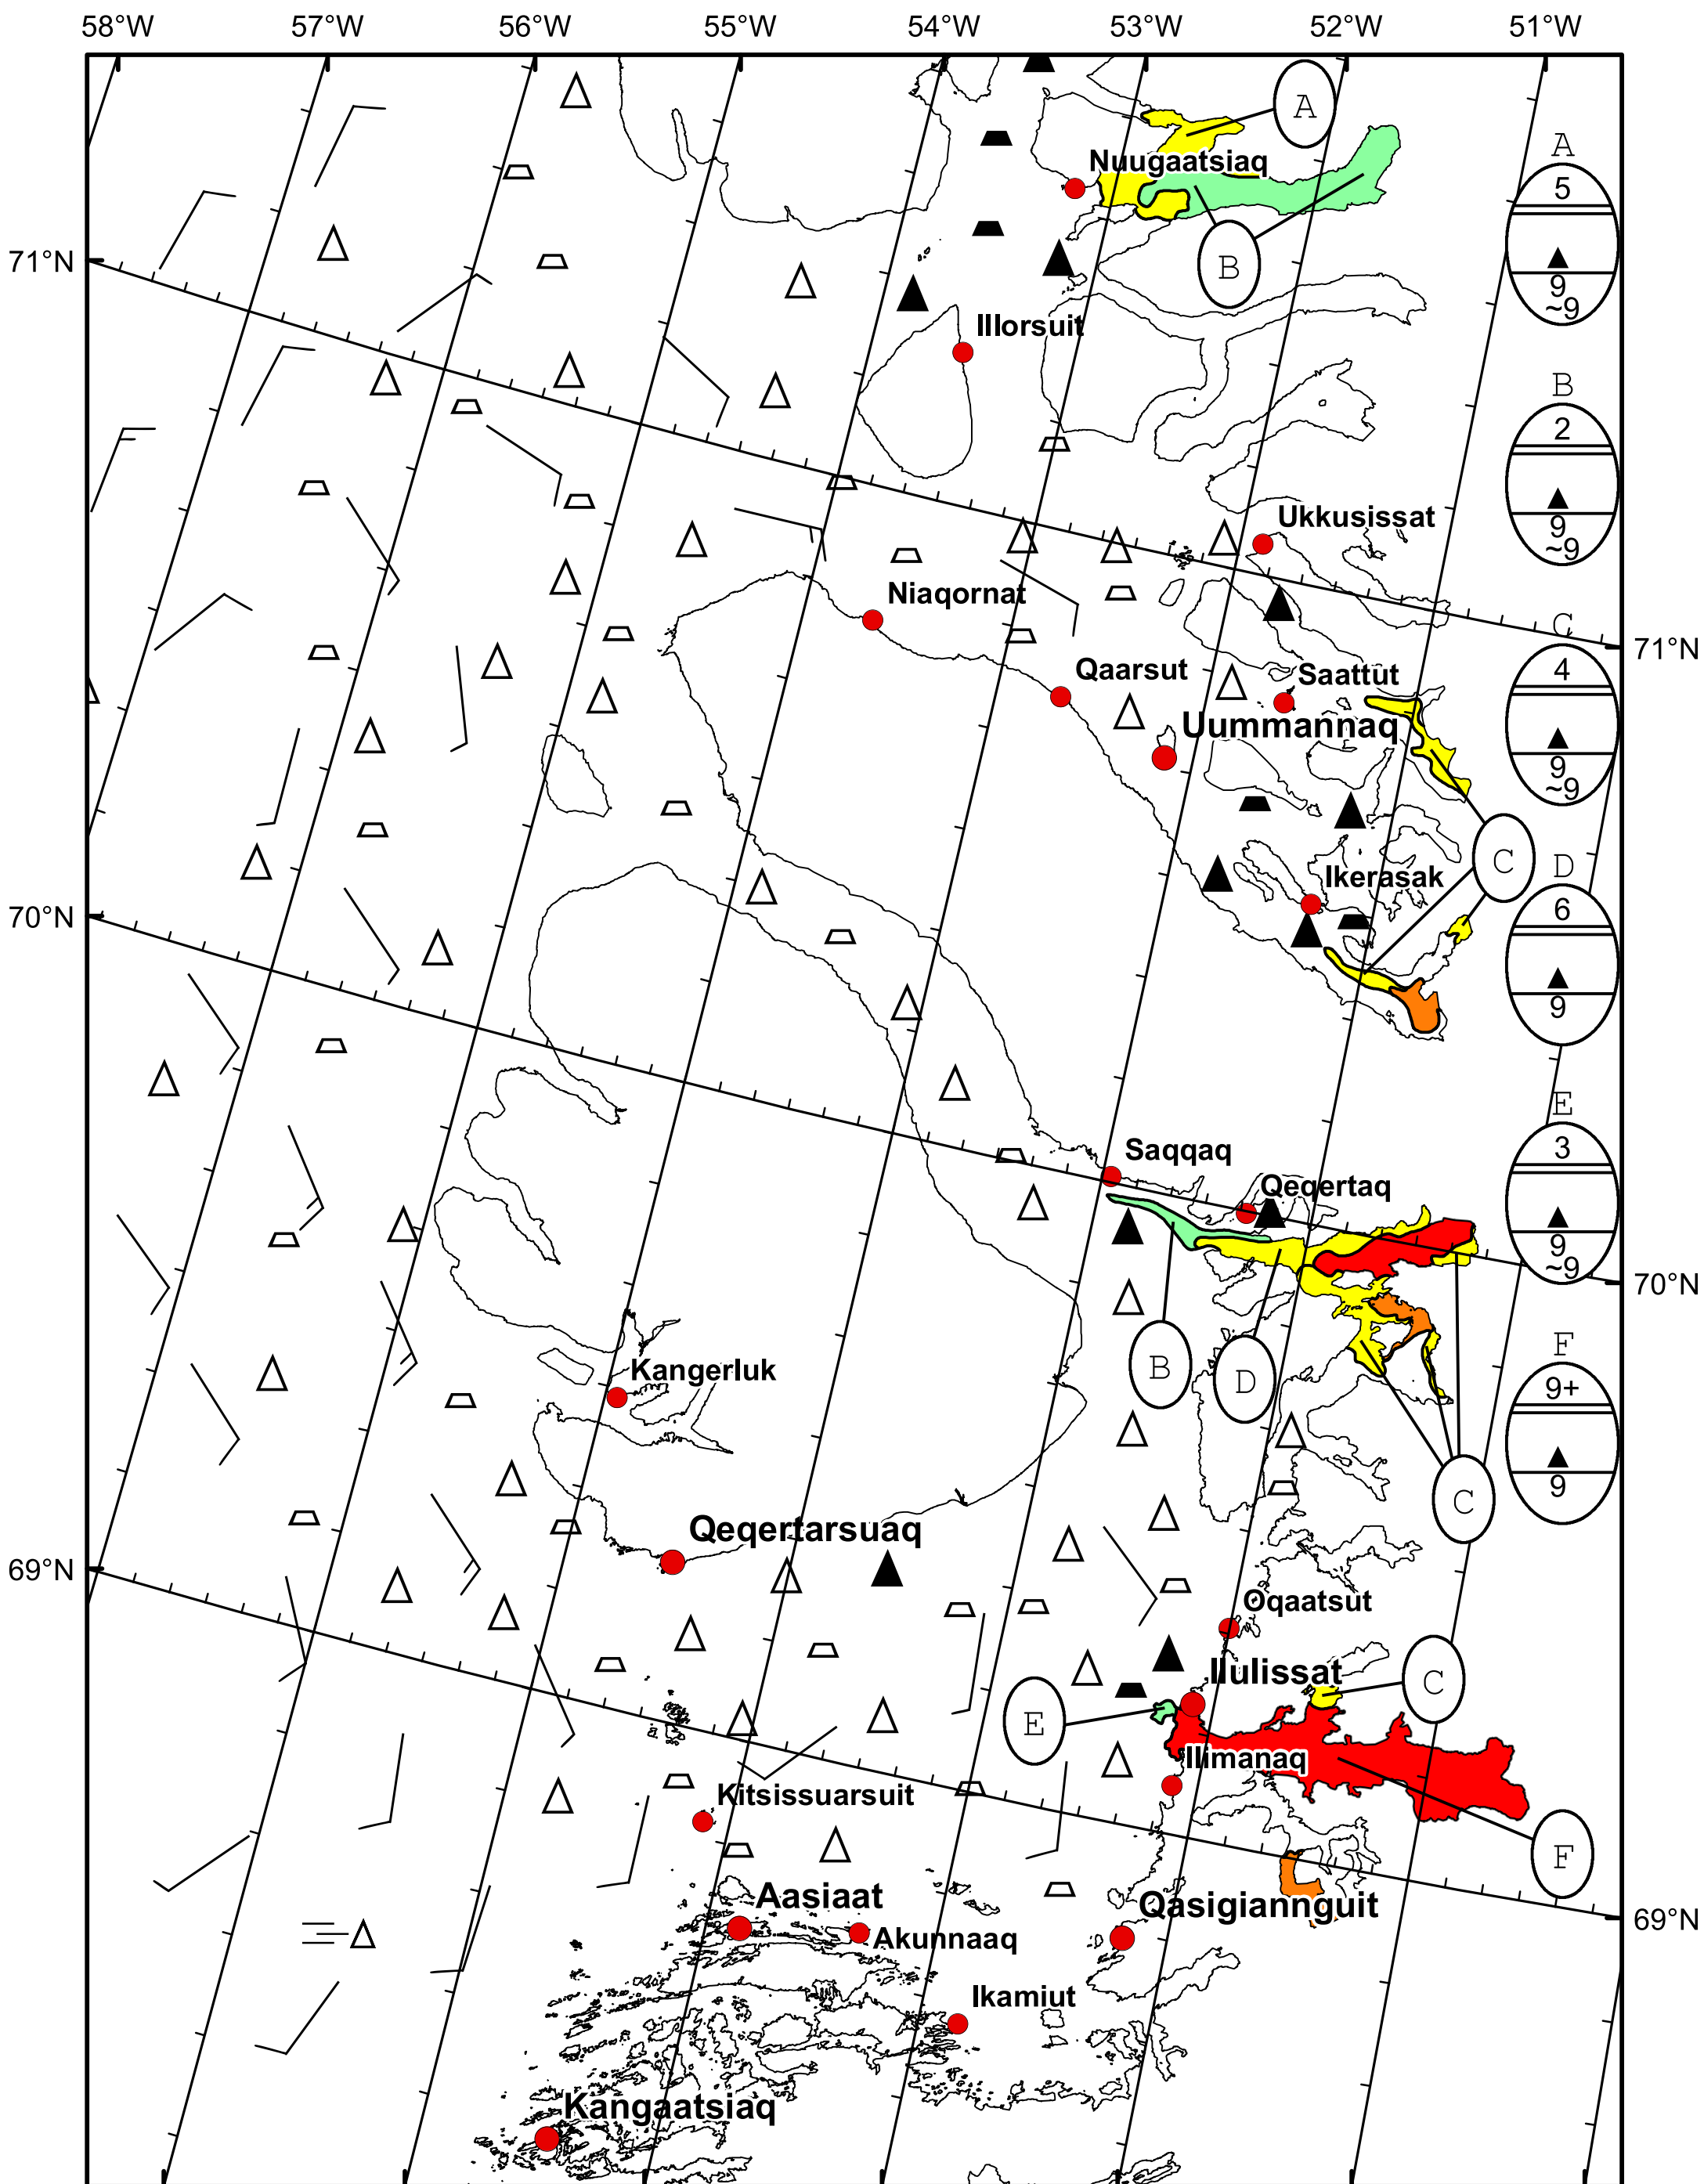 58°W 57°W 56°W 55°W 54°W 53°W 52°W 51°W
A
A
5
9
~9
Nuugaatsiaq
B
71°N
Illorsuit
B
2
9
~9
Ukkusissat
Niaqornat
C
4
9
~9
71°N
Qaarsut
Saattut
Uummannaq
C
Ikerasak
D
6
9
70°N
E
3
9
~9
Saqqaq
Qeqertaq
70°N
B
D
Kangerluk
F
9+
9
C
Qeqertarsuaq
69°N
Oqaatsut
Ilulissat
C
E
Ilimanaq
Kitsissuarsuit
F
Aasiaat
Qasigiannguit
69°N
Akunnaaq
Ikamiut
Kangaatsiaq